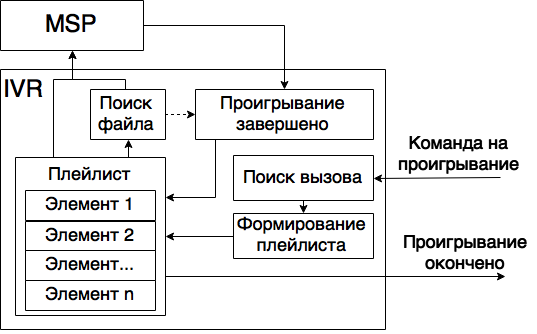 MSP
IVR
Поиск
файла
Проигрывание
завершено
Команда на
проигрывание
Плейлист
Поиск вызова
Элемент 1
Элемент 2
Элемент...
Элемент n
Формирование
плейлиста
Проигрывание
окончено